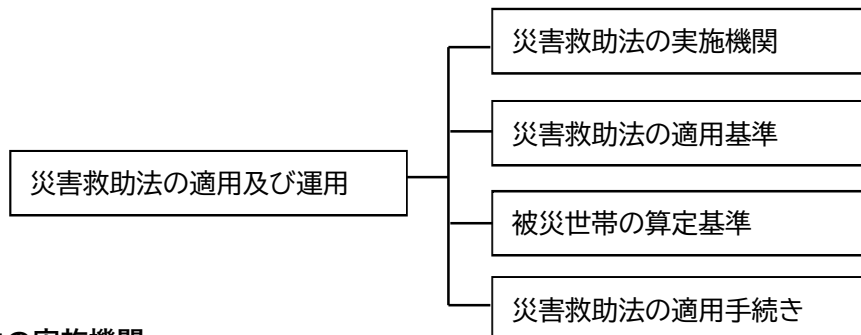 災害救助法の実施機関
災害救助法の適用基準
災害救助法の適用及び運用
被災世帯の算定基準
災害救助法の適用手続き
の実施機関